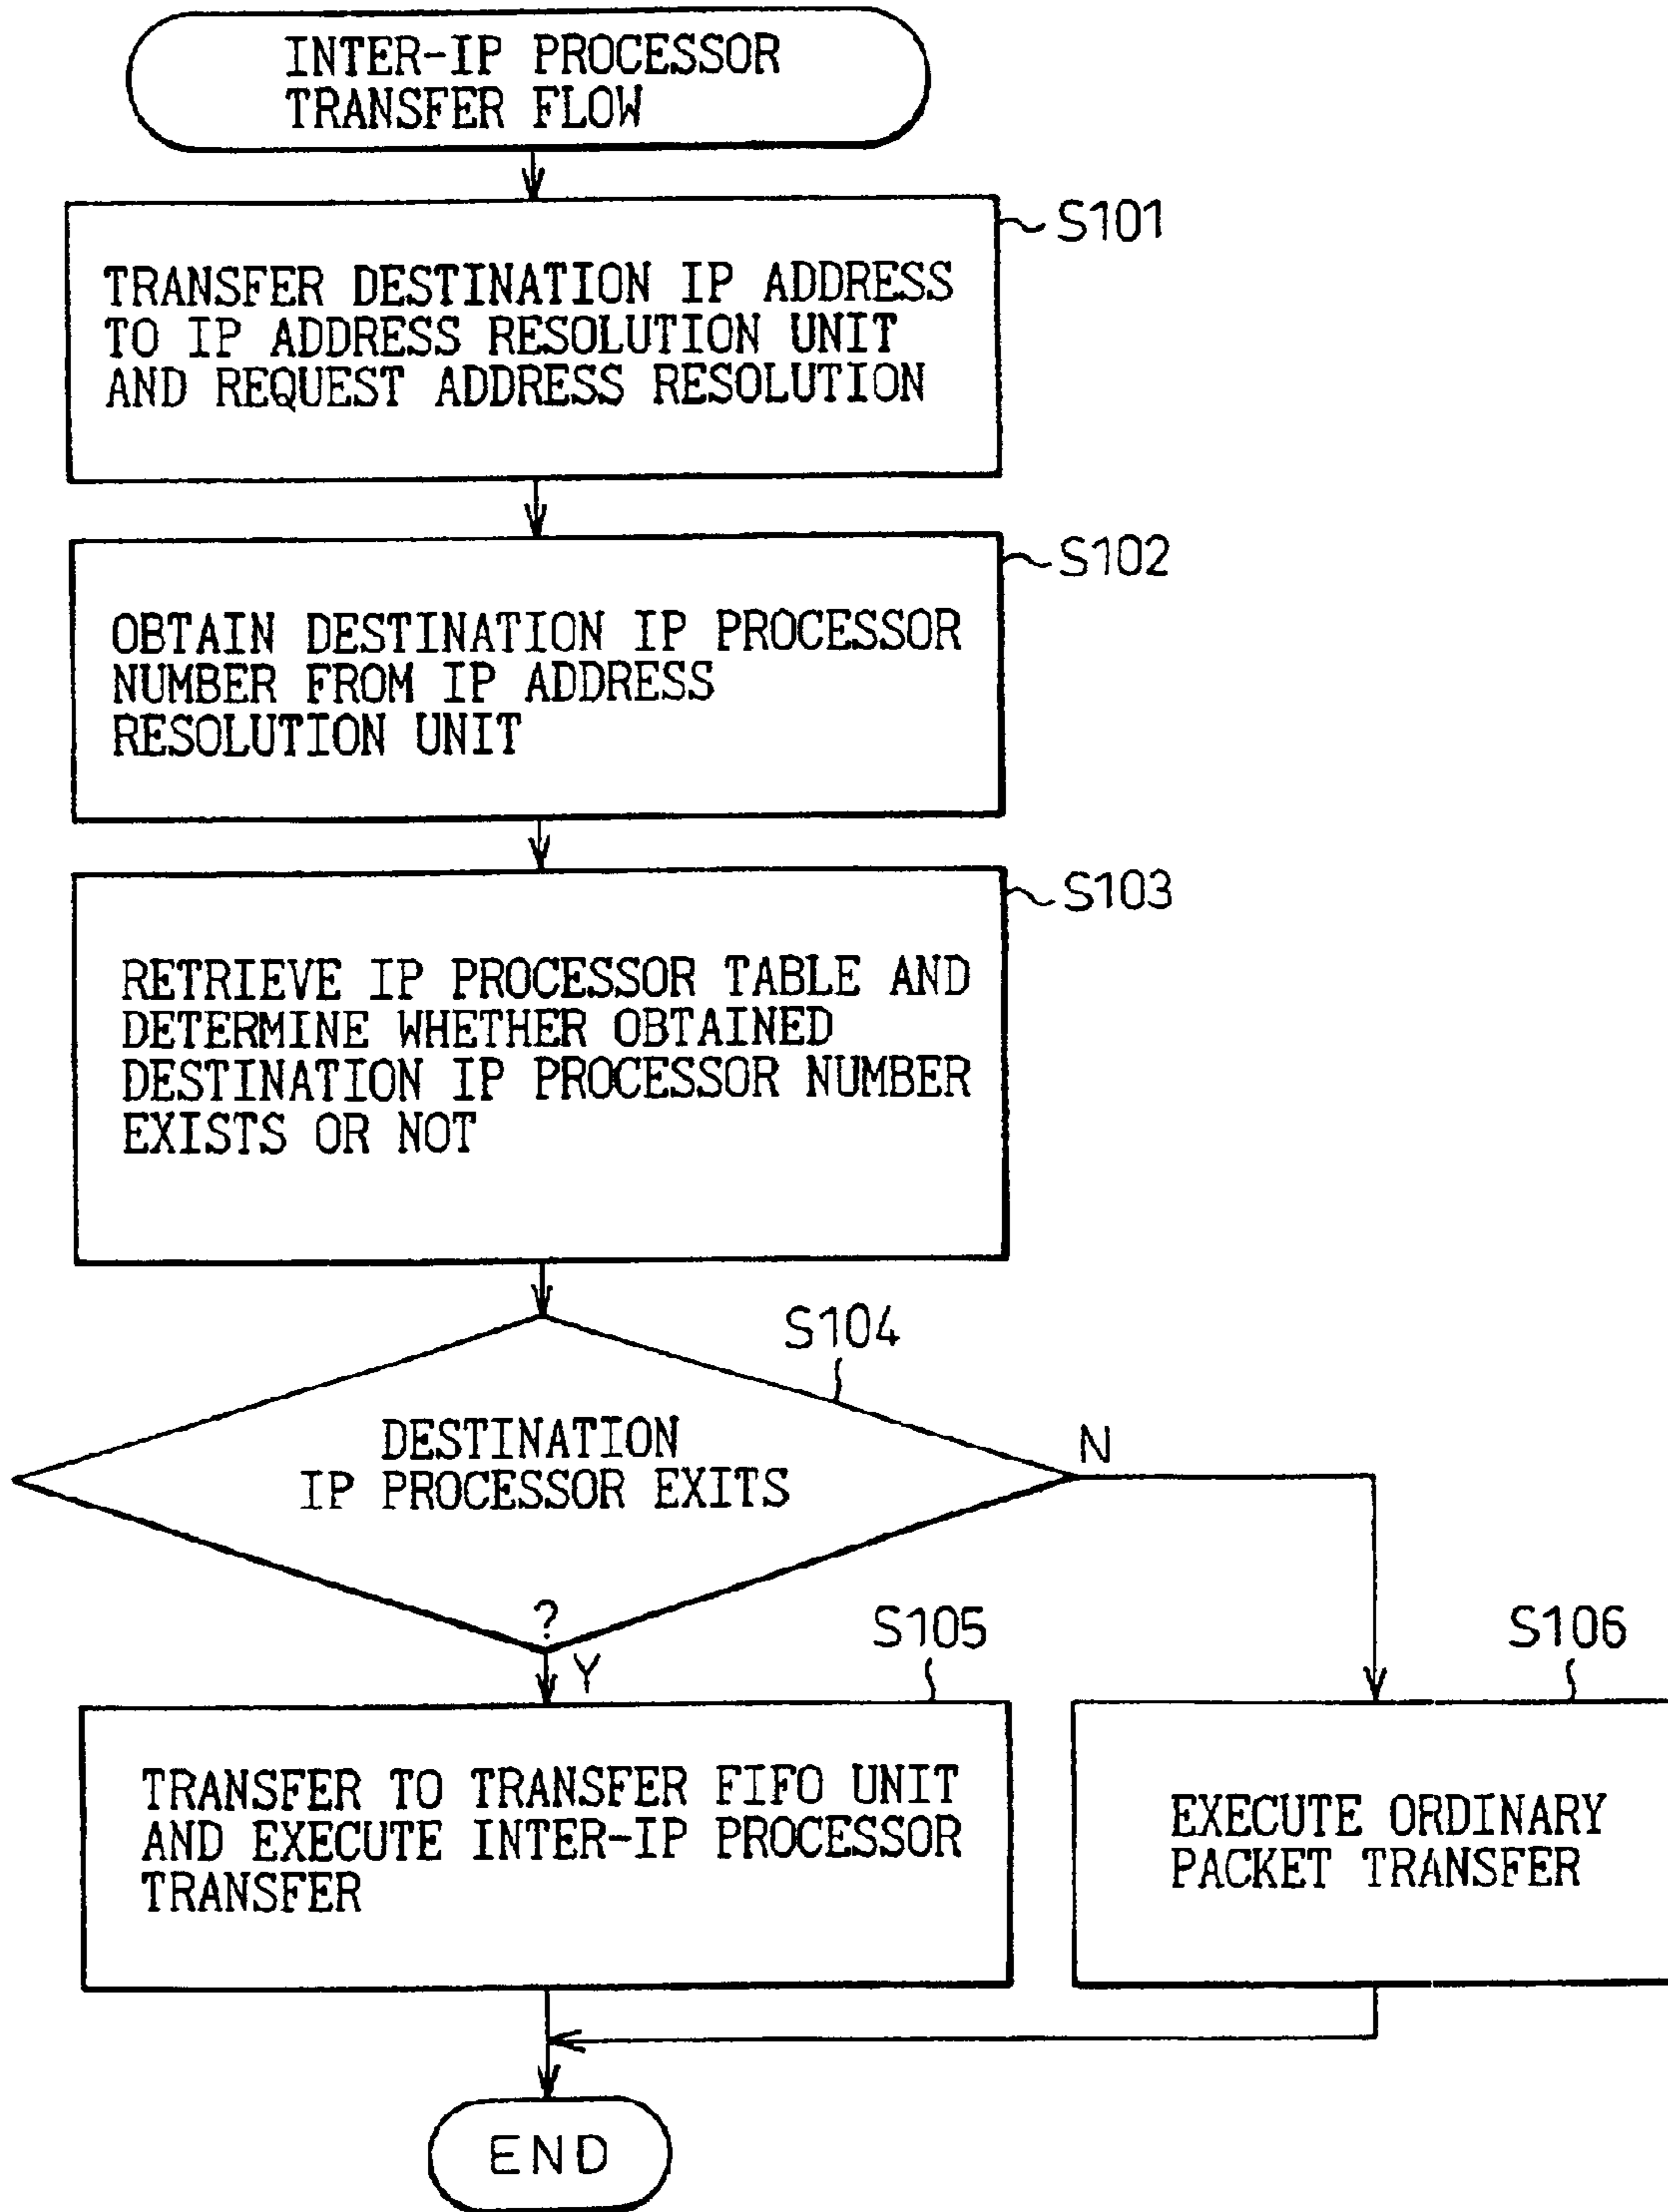 INTER-IP PROCESSOR
TRANSFER FLOW
S101
TRANSFER DESTINATION IP ADDRESS
TO IP ADDRESS RESOLUTION UNIT
AND REQUEST ADDRESS RESOLUTION
S102
OBTAIN DESTINATION IP PROCESSOR
NUMBER FROM IP ADDRESS
RESOLUTION UNIT
S103
RETRIEVE IP PROCESSOR TABLE AND
DETERMINE WHETHER OBTAINED
DESTINATION IP PROCESSOR NUMBER
EXISTS OR NOT
S104
DESTINATION
IP PROCESSOR EXITS
?
N
Y
S105
TRANSFER TO TRANSFER FIFO UNIT
AND EXECUTE INTER-IP PROCESSOR
TRANSFER
S106
EXECUTE ORDINARY
PACKET TRANSFER
END